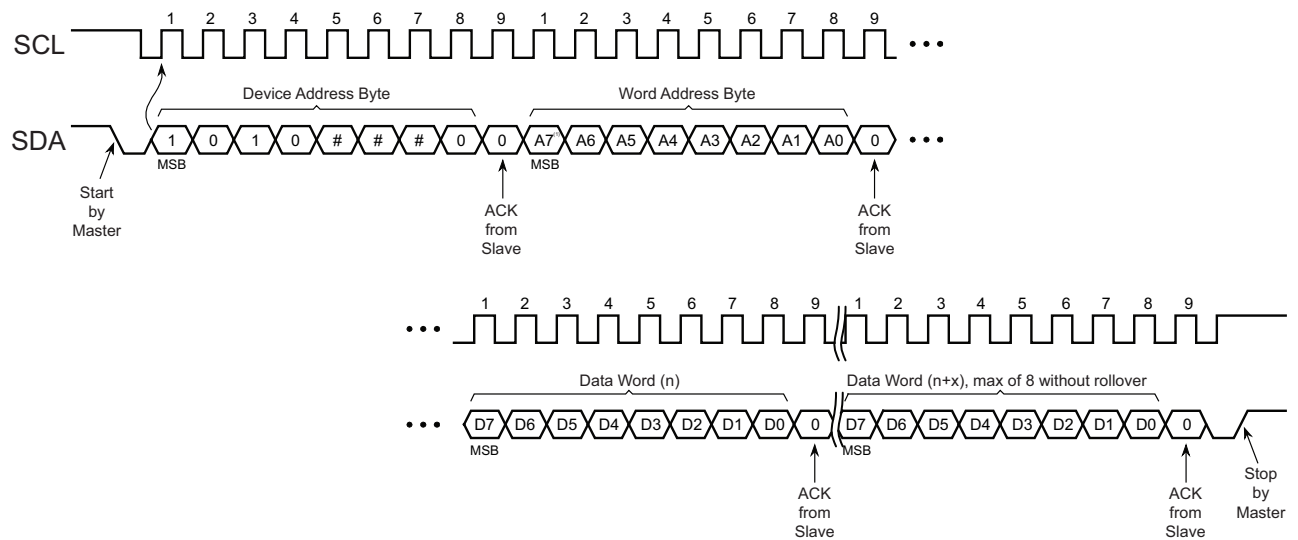 1 2 3 4 5 6 7 8 9 1 2 3 4 5 6 7 8 9
SCL •••
Device Address Byte Word Address Byte
SDA 1 0 1 0 # # # 0 0 A7 A6 A5 A4 A3 A2 A1 A0 0 •••
MSB MSB
Start
by
Master
ACK
from
Slave
ACK
from
Slave
1 2 3 4 5 6 7 8 9 1 2 3 4 5 6 7 8 9
•••
Data Word (n) Data Word (n+x), max of 8 without rollover
••• D7 D6 D5 D4 D3 D2 D1 D0 0 D7 D6 D5 D4 D3 D2 D1 D0 0
MSB MSB
ACK
from
Slave
ACK
from
Slave
Stop
by
Master